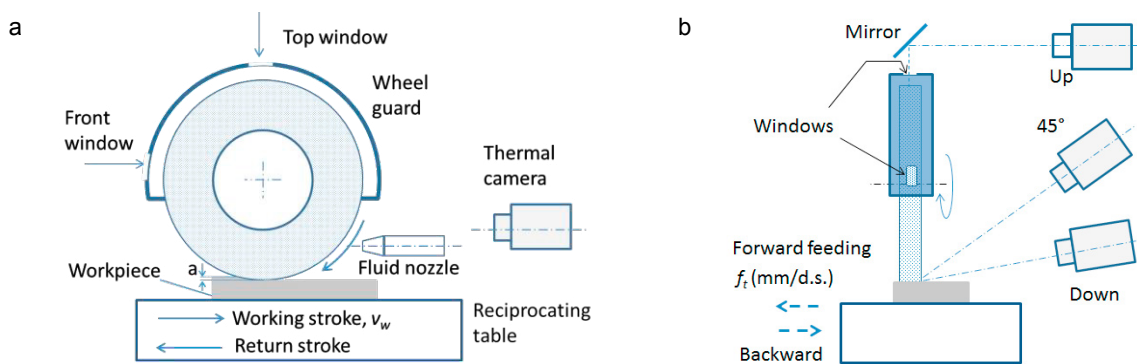 a
Top window
Wheel
guard
Front
window
Thermal
camera
a
Fluid nozzle
Workpiece
Working stroke, v_w
Return stroke
Reciprocating
table
b
Mirror
Up
Windows
45°
Forward feeding
f_t (mm/d.s.)
Down
Backward